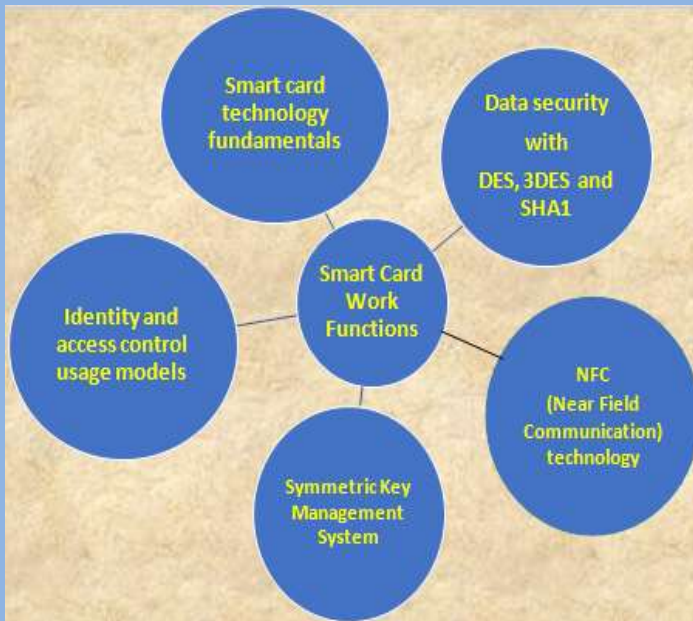 Smart card
technology
fundamentals
Data security
with
DES, 3DES and
SHA1
Smart Card
Work
Functions
Identity and
access control
usage models
NFC
(Near Field
Communication)
technology
Symmetric Key
Management
System